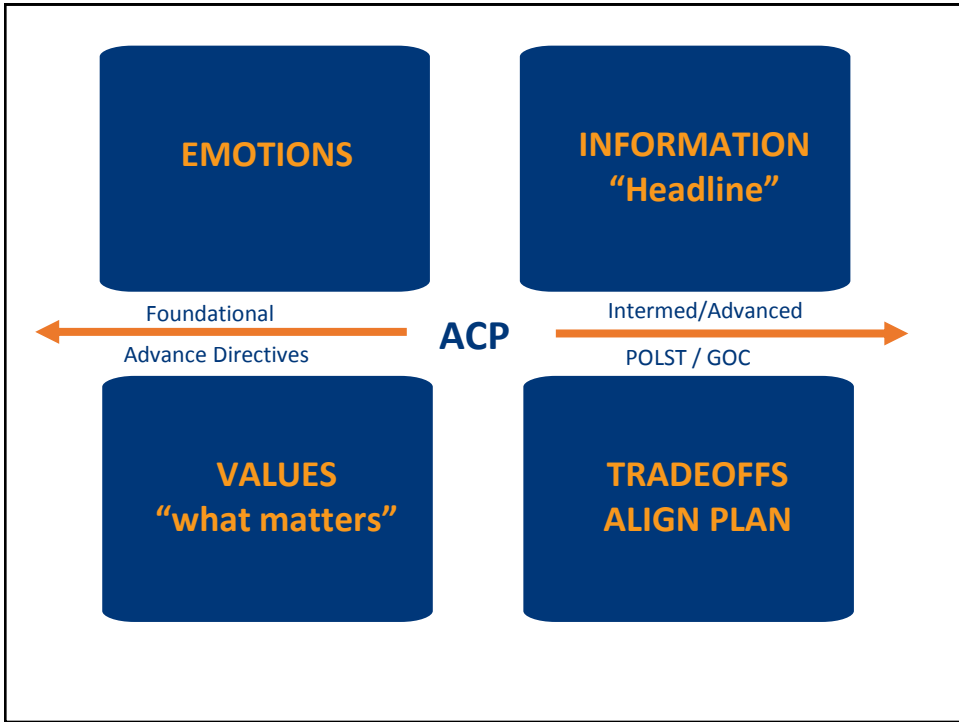 EMOTIONS
INFORMATION
“Headline”
Foundational
Intermed/Advanced
ACP
Advance Directives
POLST / GOC
VALUES
“what matters”
TRADEOFFS
ALIGN PLAN